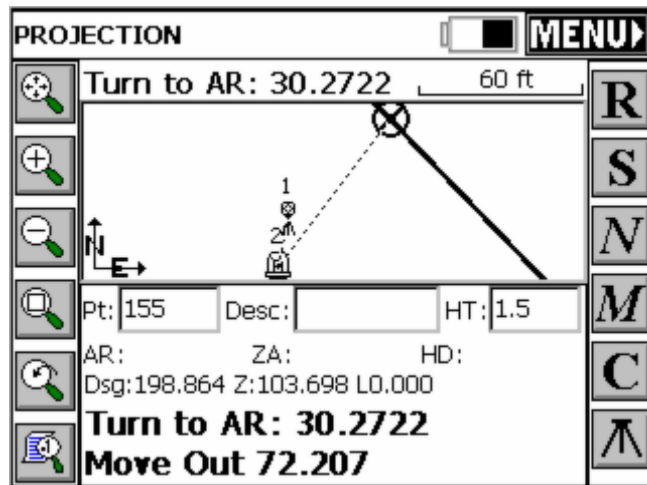 PROJECTION MENU
Turn to AR: 30.2722 60 ft
R
S
1
2
N
N
E
Pt: 155 Desc: HT: 1.5
M
AR: ZA: HD:
C
Dsg:198.864 Z:103.698 L0.000
Turn to AR: 30.2722
Move Out 72.207